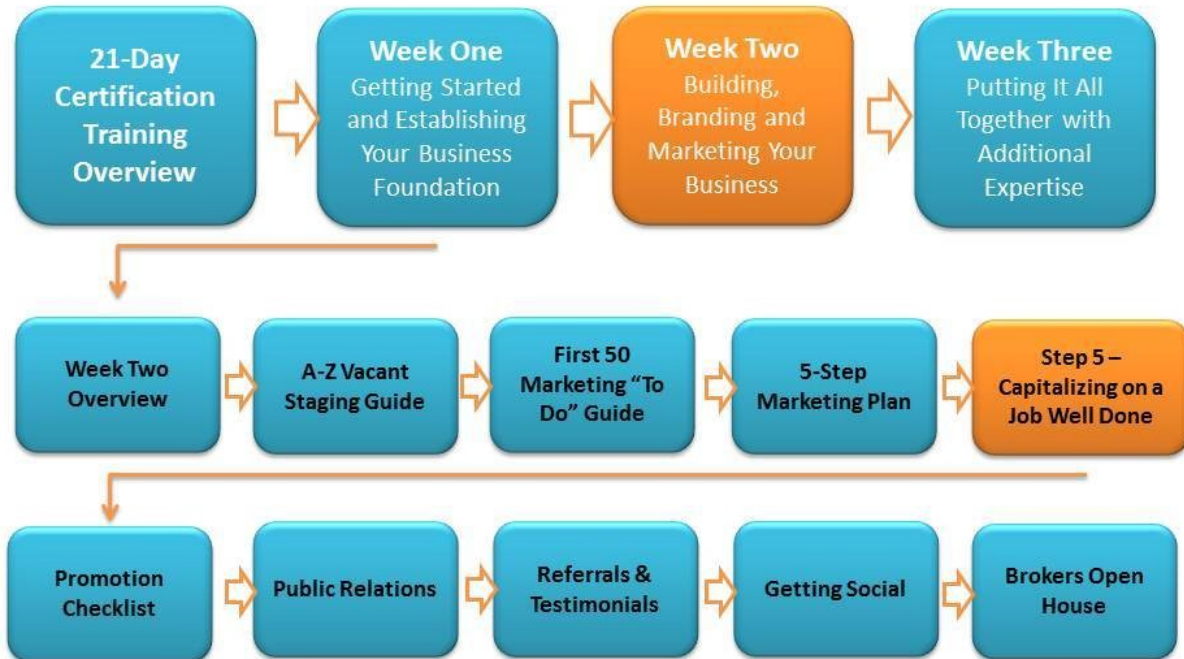 21-Day
Certification
Training
Overview
Week One
Getting Started
and Establishing
Your Business
Foundation
Week Two
Building,
Branding and
Marketing Your
Business
Week Three
Putting It All
Together with
Additional
Expertise
Week Two
Overview
A-Z Vacant
Staging Guide
First 50
Marketing “To
Do” Guide
5-Step
Marketing Plan
Step 5 –
Capitalizing on a
Job Well Done
Promotion
Checklist
Public Relations
Referrals &
Testimonials
Getting Social
Brokers Open
House